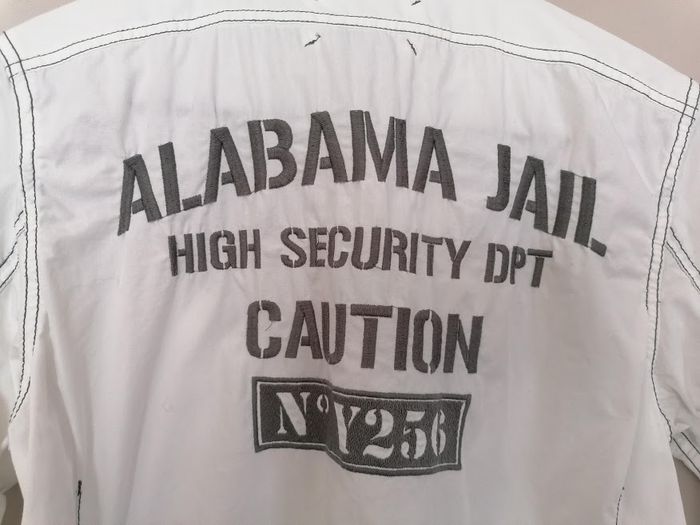 ALABAMA JAIL
HIGH SECURITY DPT
CAUTION
N°Y256